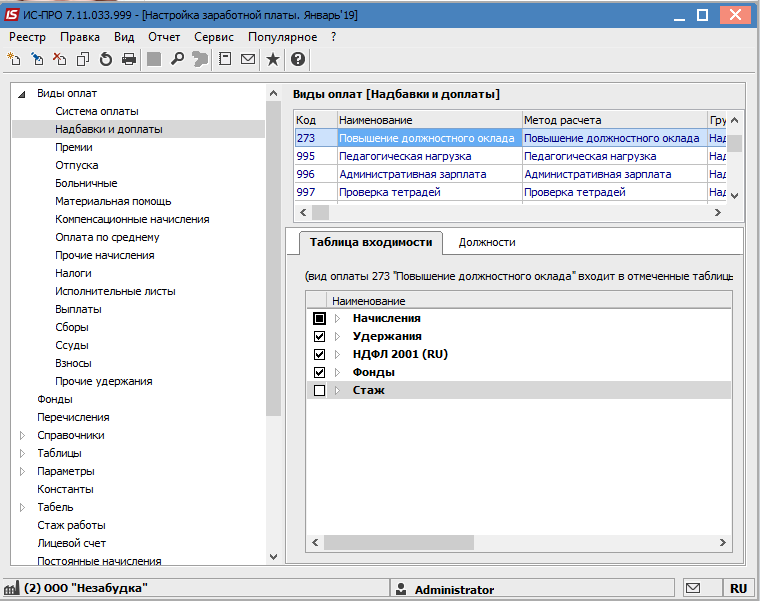 ИС-ПРО 7.11.033.999 - [Настройка заработной платы. Январь'19]
Реестр Правка Вид Отчет Сервис Популярное ?
Виды оплат
Система оплаты
Надбавки и доплаты
Премии
Отпуска
Больничные
Материальная помощь
Компенсационные начисления
Оплата по среднему
Прочие начисления
Налоги
Исполнительные листы
Выплаты
Сборы
Ссуды
Взносы
Прочие удержания
Фонды
Перечисления
Справочники
Таблицы
Параметры
Константы
Табель
Стаж работы
Лицевой счет
Постоянные начисления
Виды оплат [Надбавки и доплаты]
Код Наименование Метод расчета Гру
273 Повышение должностного оклада Повышение должностного оклада Над
995 Педагогическая нагрузка Педагогическая нагрузка Над
996 Административная зарплата Административная зарплата Над
997 Проверка тетрадей Проверка тетрадей Над
Таблица входимости Должности
(вид оплаты 273 "Повышение должностного оклада" входит в отмеченные таблицы
Наименование
Начисления
Удержания
НДФЛ 2001 (RU)
Фонды
Стаж
(2) ООО "Незабудка" Administrator RU